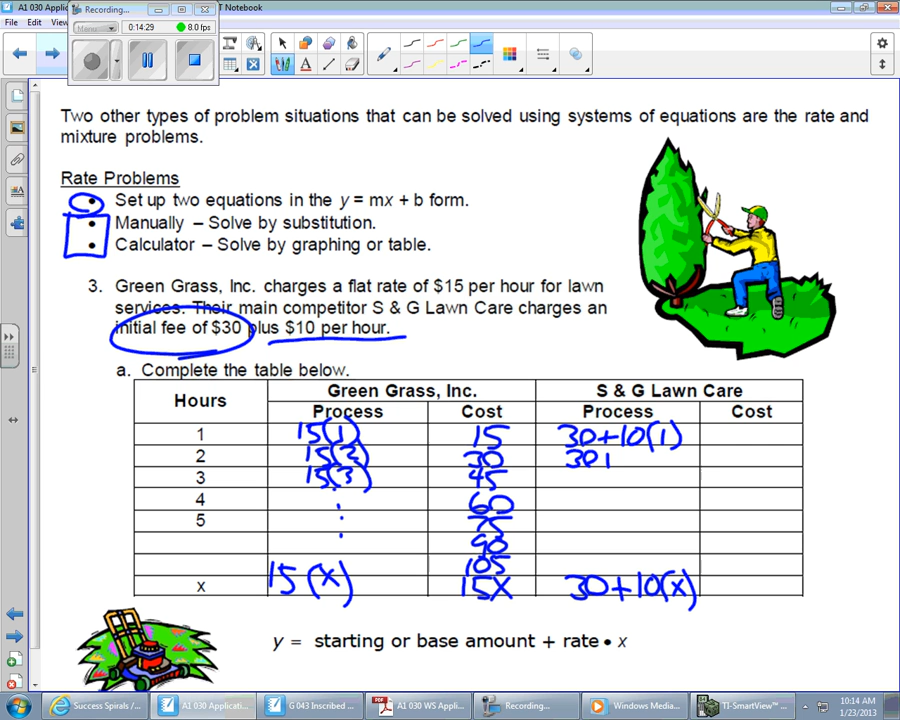 Recording...
T Notebook
File
Edit
View
Menu
0:14:29
8.0 fps
Two other types of problem situations that can be solved using systems of equations are the rate and
mixture problems.
Rate Problems
• Set up two equations in the y = mx + b form.
• Manually – Solve by substitution.
• Calculator – Solve by graphing or table.
3. Green Grass, Inc. charges a flat rate of $15 per hour for lawn
services. Their main competitor S & G Lawn Care charges an
initial fee of $30 plus $10 per hour.
a. Complete the table below.
Hours Green Grass, Inc. S & G Lawn Care
Process Cost Process Cost
1 15(1) 15 30+10(1)
2 15(2) 30 30
3 15(3) 45
4 60
5 75
90
105
x 15(x) 15x 30+10(x)
y = starting or base amount + rate • x
Success Spirals /
A1 030 Application...
G 043 Inscribed ...
A1 030 WS Appli...
Recording...
Windows Media...
TI-SmartView™ ...
10:14 AM
1/23/2013